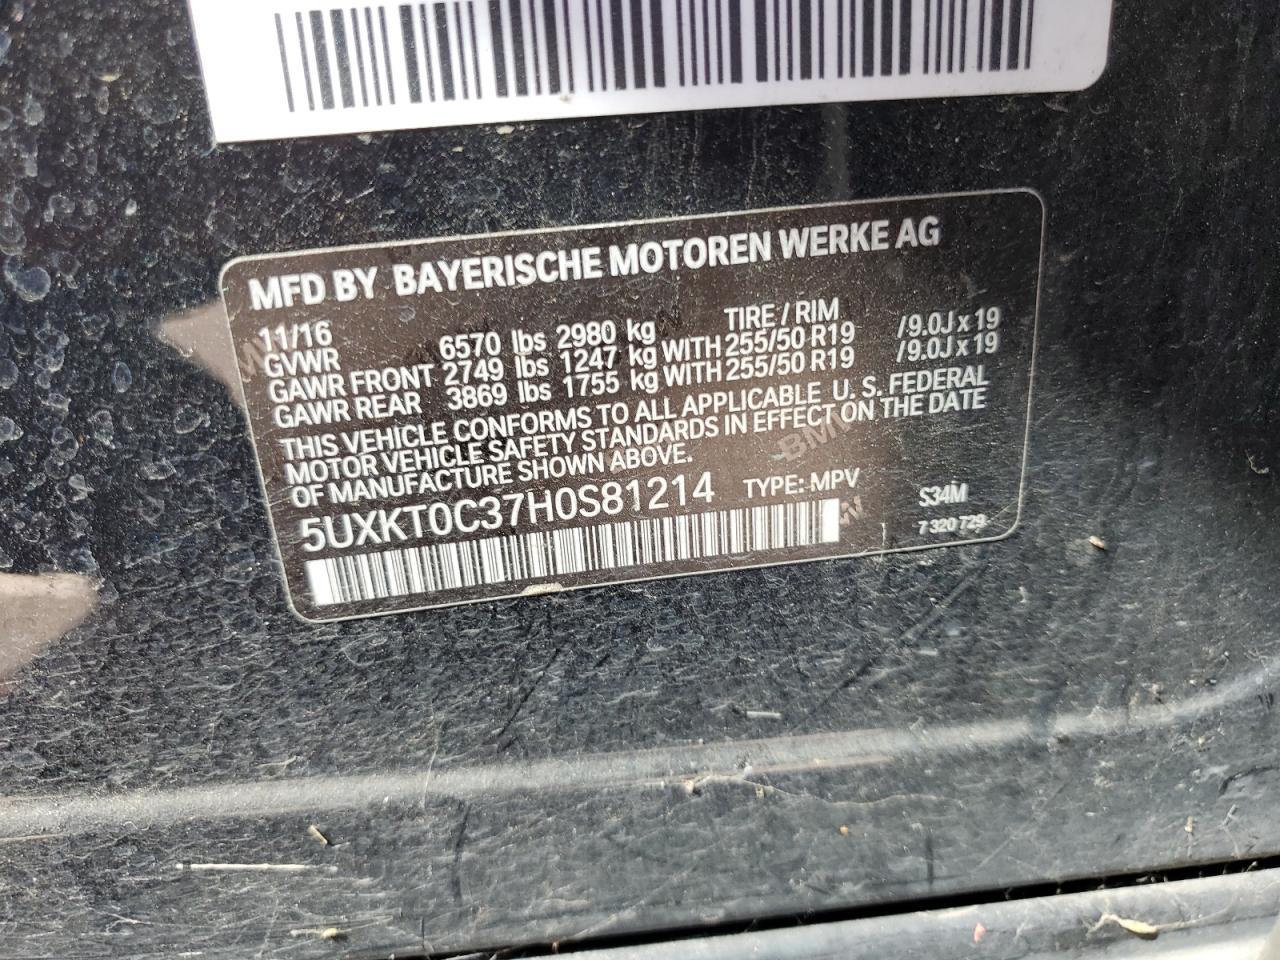 MFD BY BAYERISCHE MOTOREN WERKE AG
11/16 TIRE / RIM
GVWR 6570 lbs 2980 kg
GAWR FRONT 2749 lbs 1247 kg WITH 255/50 R19 /9.0J x 19
GAWR REAR 3869 lbs 1755 kg WITH 255/50 R19 /9.0J x 19
THIS VEHICLE CONFORMS TO ALL APPLICABLE U. S. FEDERAL
MOTOR VEHICLE SAFETY STANDARDS IN EFFECT ON THE DATE
OF MANUFACTURE SHOWN ABOVE.
5UXKT0C37H0S81214 TYPE: MPV S34M
7 320 729
BMW